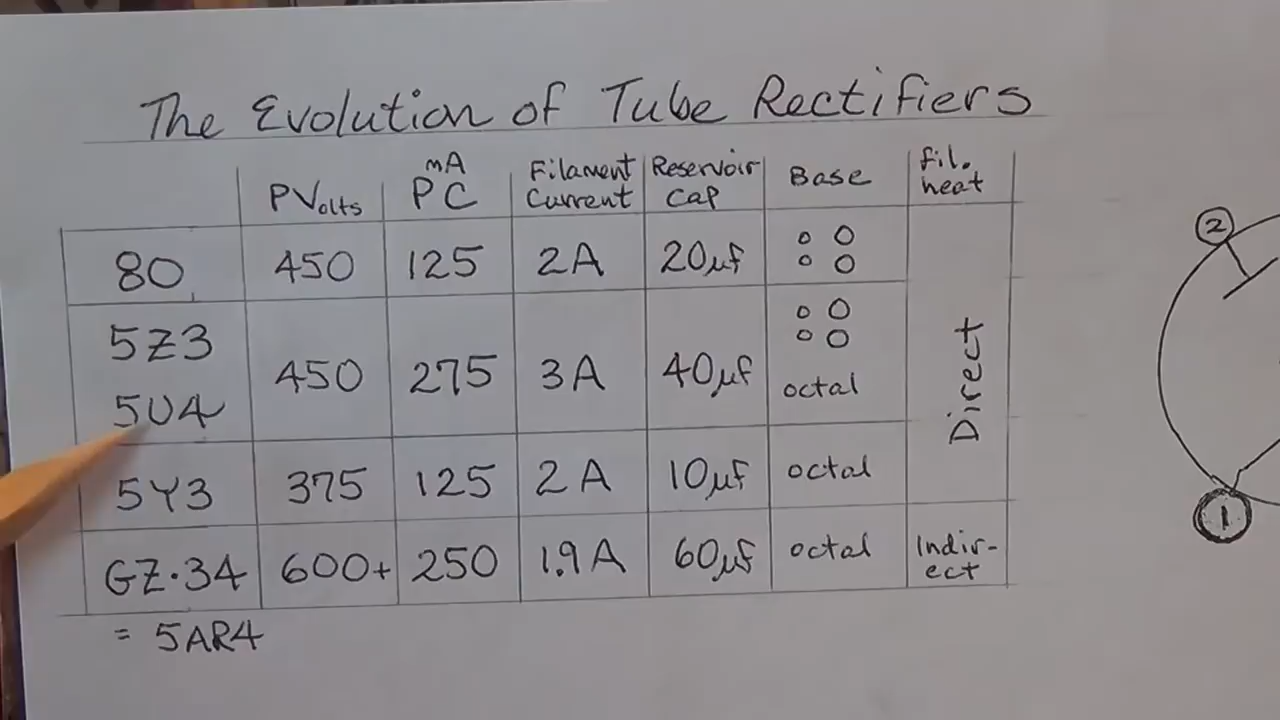 The Evolution of Tube Rectifiers
PVolts mA PC Filament Current Reservoir Cap Base fil. heat
80 450 125 2A 20µf
5Z3 5U4 450 275 3A 40µf octal
Direct
5Y3 375 125 2A 10µf octal
GZ·34 600+ 250 1.9A 60µf octal Indir-ect
= 5AR4
2
1